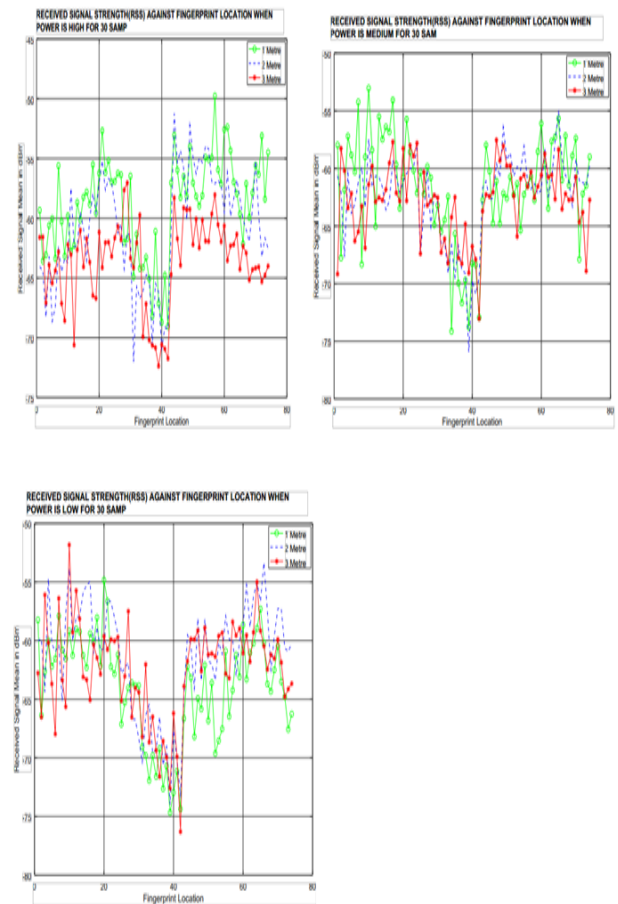 RECEIVED SIGNAL STRENGTH(RSS) AGAINST FINGERPRINT LOCATION WHEN
POWER IS HIGH FOR 30 SAMP
-45
-50
-55
-60
-65
-70
-75
0
20
40
60
80
Received Signal Mean in dBm
Fingerprint Location
1 Metre
2 Metre
3 Metre
RECEIVED SIGNAL STRENGTH(RSS) AGAINST FINGERPRINT LOCATION WHEN
POWER IS MEDIUM FOR 30 SAM
-50
-55
-60
-65
-70
-75
-80
0
20
40
60
80
Received Signal Mean in dBm
Fingerprint Location
1 Metre
2 Metre
3 Metre
RECEIVED SIGNAL STRENGTH(RSS) AGAINST FINGERPRINT LOCATION WHEN
POWER IS LOW FOR 30 SAMP
-50
-55
-60
-65
-70
-75
-80
0
20
40
60
80
Received Signal Mean in dBm
Fingerprint Location
1 Metre
2 Metre
3 Metre